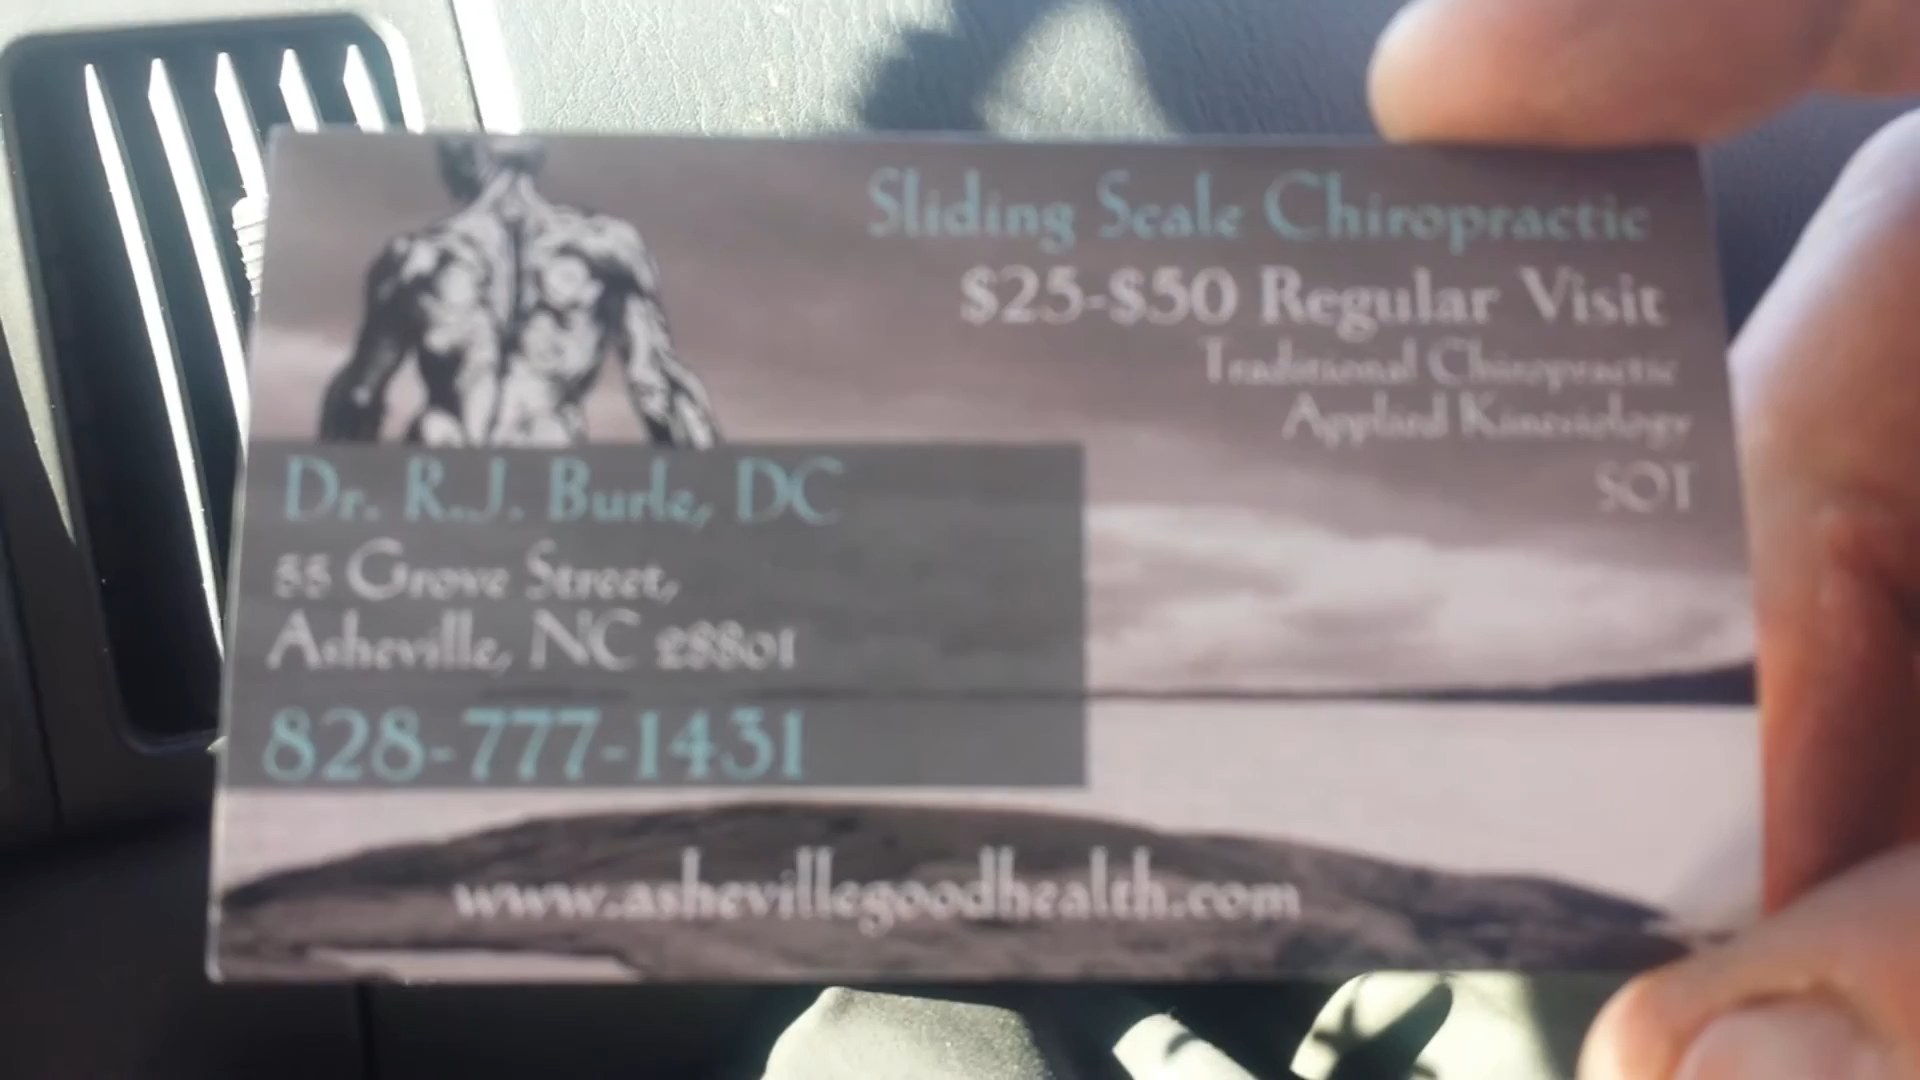 Sliding Scale Chiropractic
$25-$50 Regular Visit
Traditional Chiropractic
Applied Kinesiology
SOT
Dr. R.J. Burle, DC
55 Grove Street,
Asheville, NC 28801
828-777-1431
www.ashevillegoodhealth.com